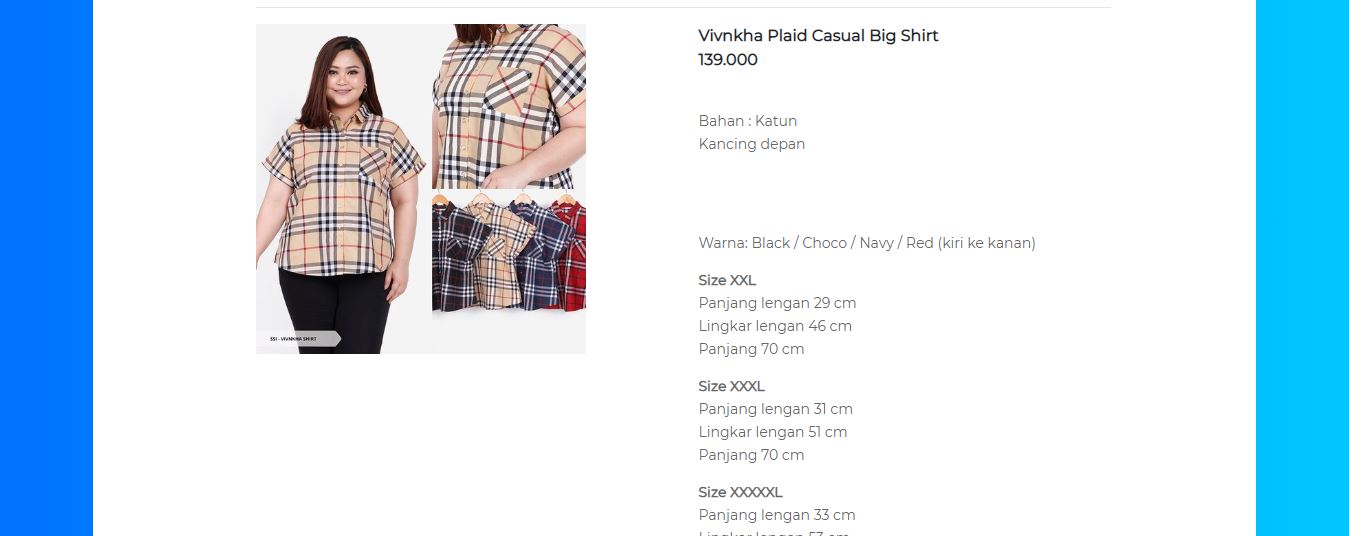 Vivnkha Plaid Casual Big Shirt
139.000
Bahan : Katun
Kancing depan
Warna: Black / Choco / Navy / Red (kiri ke kanan)
Size XXL
Panjang lengan 29 cm
Lingkar lengan 46 cm
Panjang 70 cm
Size XXXL
Panjang lengan 31 cm
Lingkar lengan 51 cm
Panjang 70 cm
Size XXXXXL
Panjang lengan 33 cm
SSI - VIVNKHA SHIRT